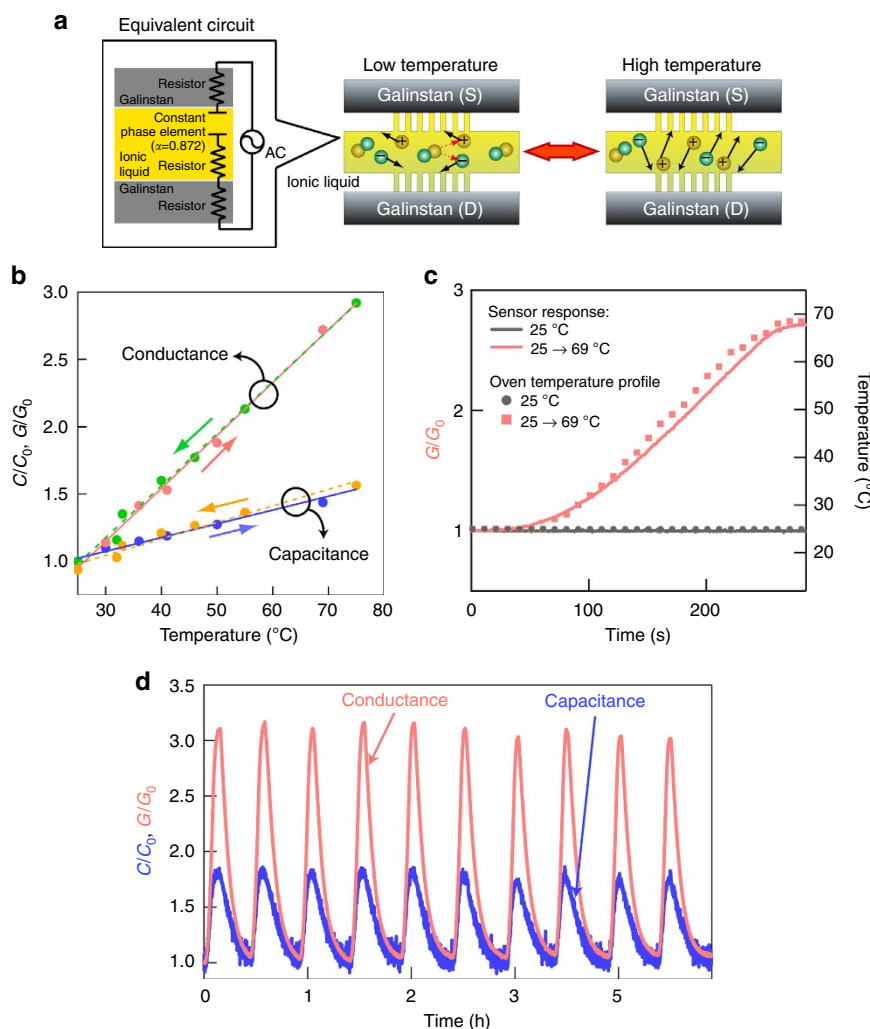 a
Equivalent circuit
Resistor
Galinstan
Constant
phase element
(α=0.872)
Ionic
liquid
Resistor
Galinstan
Resistor
AC
Low temperature
Galinstan (S)
+
+
−
−
Ionic liquid
Galinstan (D)
High temperature
Galinstan (S)
−
−
−
+
+
+
Galinstan (D)
b
C/C0, G/G0
3.0
2.5
2.0
1.5
1.0
Conductance
Capacitance
30 40 50 60 70 80
Temperature (°C)
c
G/G0
3
2
1
Sensor response:
25 °C
25 → 69 °C
Oven temperature profile
25 °C
25 → 69 °C
70
60
50
40
30
20
Temperature (°C)
0 100 200
Time (s)
d
C/C0, G/G0
3.5
3.0
2.5
2.0
1.5
1.0
Conductance
Capacitance
0 1 2 3 5
Time (h)